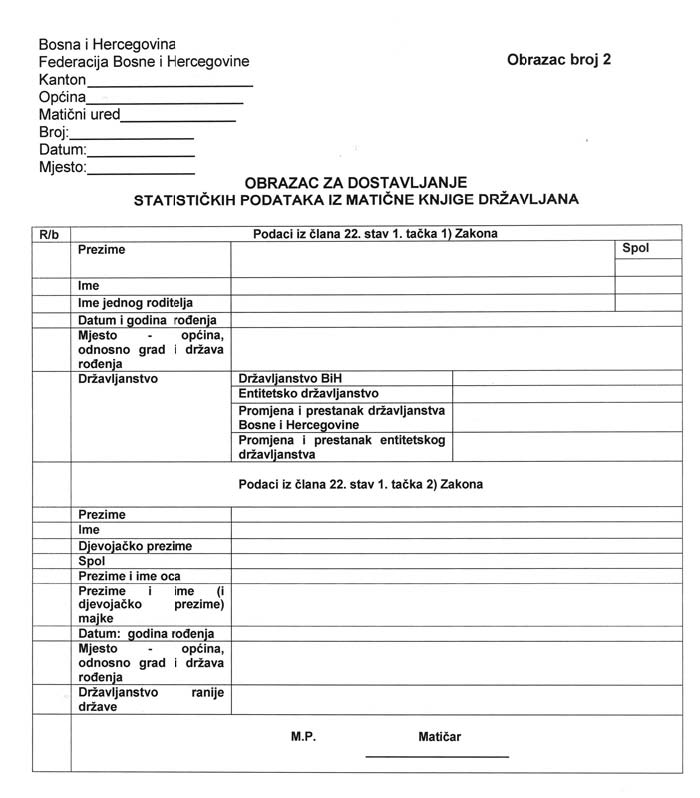 Bosna i Hercegovina
Federacija Bosne i Hercegovine
Obrazac broj 2
Kanton
Općina
Matični ured
Broj:
Datum:
Mjesto:
OBRAZAC ZA DOSTAVLJANJE
STATISTIČKIH PODATAKA IZ MATIČNE KNJIGE DRŽAVLJANA
R/b
Podaci iz člana 22. stav 1. tačka 1) Zakona
Prezime
Spol
Ime
Ime jednog roditelja
Datum i godina rođenja
Mjesto - općina,
odnosno grad i država
rođenja
Državljanstvo
Državljanstvo BiH
Entitetsko državljanstvo
Promjena i prestanak državljanstva
Bosne i Hercegovine
Promjena i prestanak entitetskog
državljanstva
Podaci iz člana 22. stav 1. tačka 2) Zakona
Prezime
Ime
Djevojačko prezime
Spol
Prezime i ime oca
Prezime i ime (i
djevojačko prezime)
majke
Datum: godina rođenja
Mjesto - općina,
odnosno grad i država
rođenja
Državljanstvo ranije
države
M.P.
Matičar